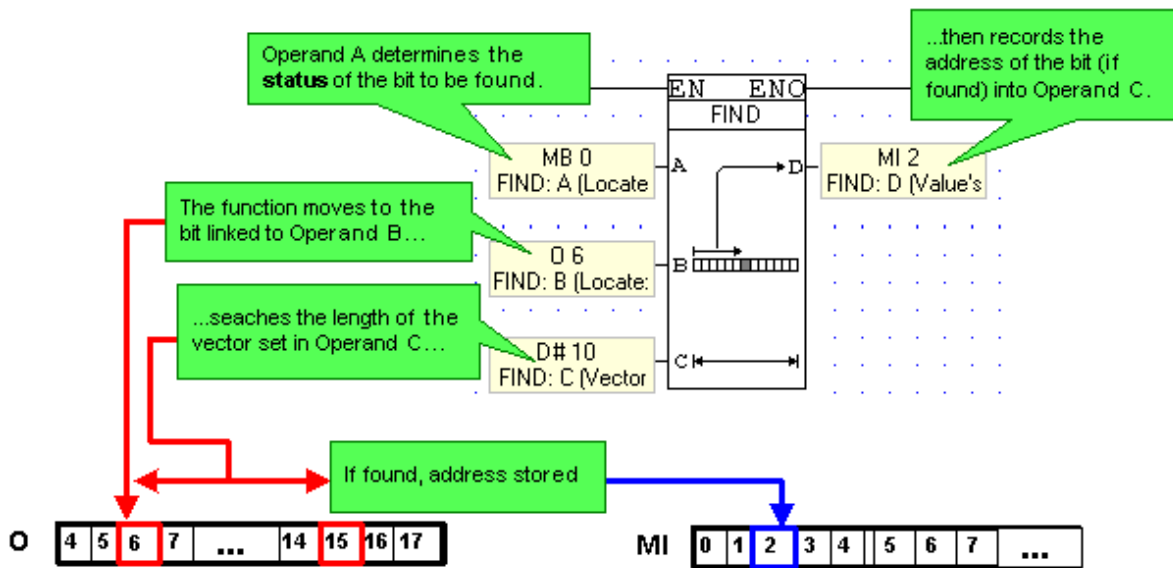 Operand A determines the
status of the bit to be found.
...then records the
address of the bit (if
found) into Operand C.
EN ENO
FIND
MB 0
FIND: A (Locate
A
D
MI 2
FIND: D (Value's
The function moves to the
bit linked to Operand B...
O 6
FIND: B (Locate:
B
...seaches the length of the
vector set in Operand C...
D# 10
FIND: C (Vector
C
If found, address stored
O 4 5 6 7 ... 14 15 16 17
MI 0 1 2 3 4 5 6 7 ...